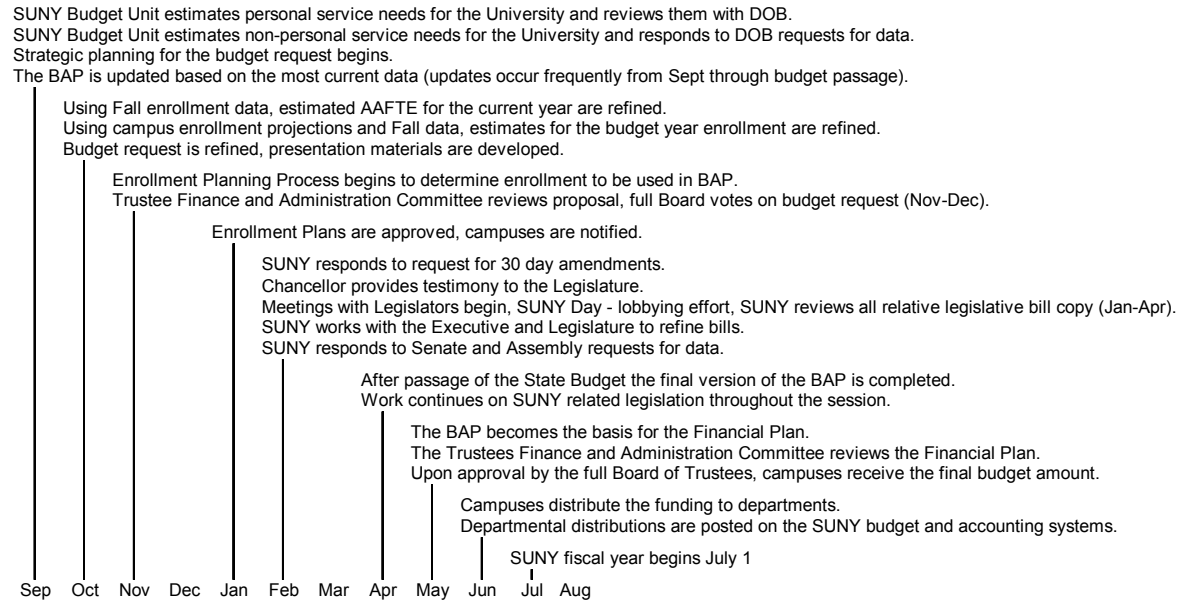 SUNY Budget Unit estimates personal service needs for the University and reviews them with DOB.
SUNY Budget Unit estimates non-personal service needs for the University and responds to DOB requests for data.
Strategic planning for the budget request begins.
The BAP is updated based on the most current data (updates occur frequently from Sept through budget passage).
Using Fall enrollment data, estimated AAFTE for the current year are refined.
Using campus enrollment projections and Fall data, estimates for the budget year enrollment are refined.
Budget request is refined, presentation materials are developed.
Enrollment Planning Process begins to determine enrollment to be used in BAP.
Trustee Finance and Administration Committee reviews proposal, full Board votes on budget request (Nov-Dec).
Enrollment Plans are approved, campuses are notified.
SUNY responds to request for 30 day amendments.
Chancellor provides testimony to the Legislature.
Meetings with Legislators begin, SUNY Day - lobbying effort, SUNY reviews all relative legislative bill copy (Jan-Apr).
SUNY works with the Executive and Legislature to refine bills.
SUNY responds to Senate and Assembly requests for data.
After passage of the State Budget the final version of the BAP is completed.
Work continues on SUNY related legislation throughout the session.
The BAP becomes the basis for the Financial Plan.
The Trustees Finance and Administration Committee reviews the Financial Plan.
Upon approval by the full Board of Trustees, campuses receive the final budget amount.
Campuses distribute the funding to departments.
Departmental distributions are posted on the SUNY budget and accounting systems.
SUNY fiscal year begins July 1
Sep Oct Nov Dec Jan Feb Mar Apr May Jun Jul Aug